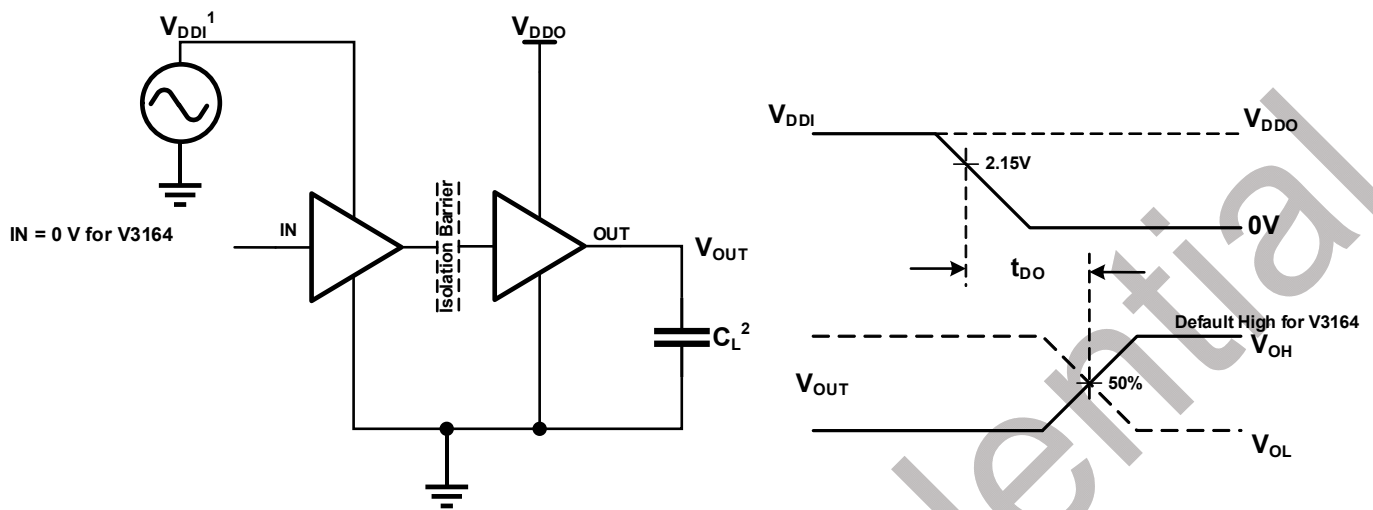 VDDI1
VDDO
IN = 0 V for V3164
IN
Isolation Barrier
OUT
VOUT
CL2
VDDI
VDDO
2.15V
0V
tDO
Default High for V3164
VOH
VOUT
50%
VOL